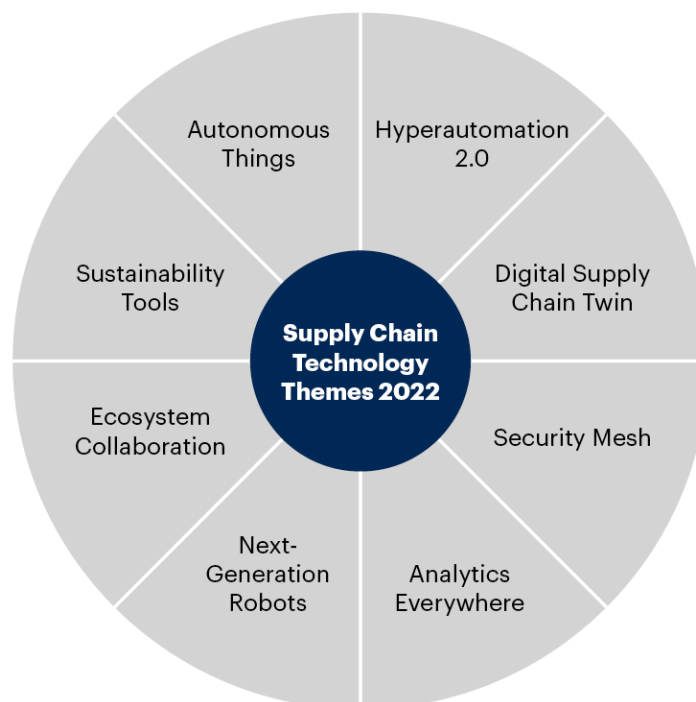 Autonomous
Things
Hyperautomation
2.0
Sustainability
Tools
Digital Supply
Chain Twin
Supply Chain
Technology
Themes 2022
Ecosystem
Collaboration
Security Mesh
Next-
Generation
Robots
Analytics
Everywhere